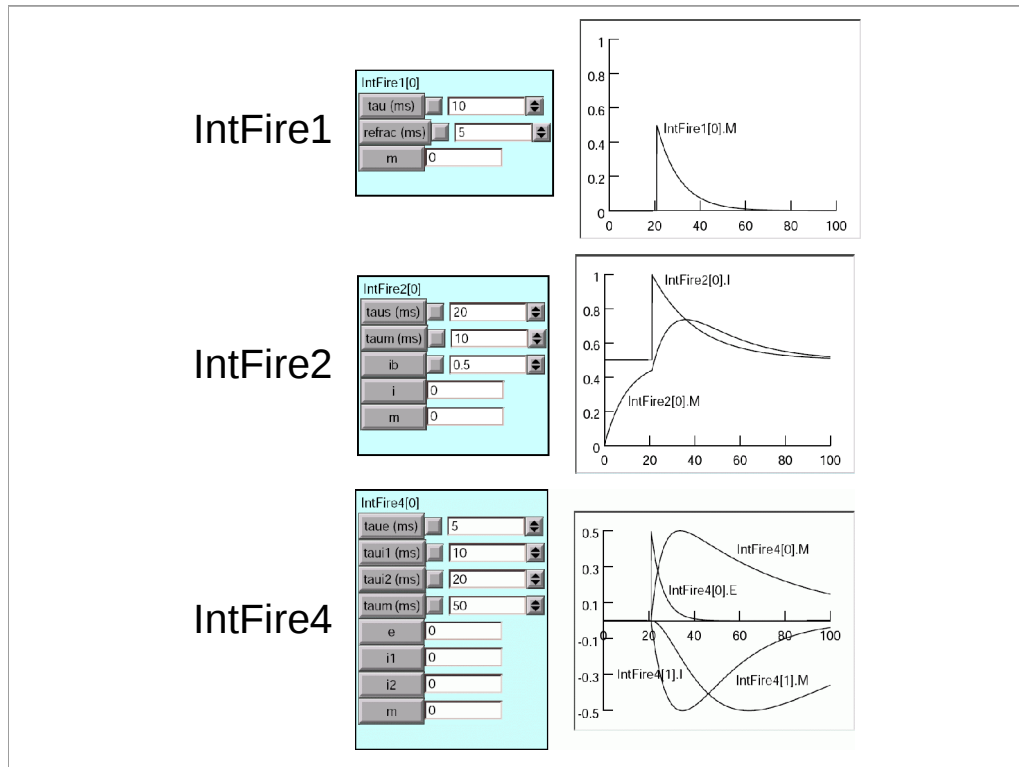 IntFire1
IntFire1[0]
tau (ms) 10
refrac (ms) 5
m 0
1
0.8
0.6
IntFire1[0].M
0.4
0.2
0
0 20 40 60 80 100
IntFire2
IntFire2[0]
taus (ms) 20
taum (ms) 10
ib 0.5
i 0
m 0
1
IntFire2[0].I
0.8
0.6
0.4
IntFire2[0].M
0.2
0
0 20 40 60 80 100
IntFire4
IntFire4[0]
taue (ms) 5
taui1 (ms) 10
taui2 (ms) 20
taum (ms) 50
e 0
i1 0
i2 0
m 0
0.5
IntFire4[0].M
0.3
IntFire4[0].E
0.1
0 20 40 60 80 100
-0.1
IntFire4[1].I
IntFire4[1].M
-0.3
-0.5